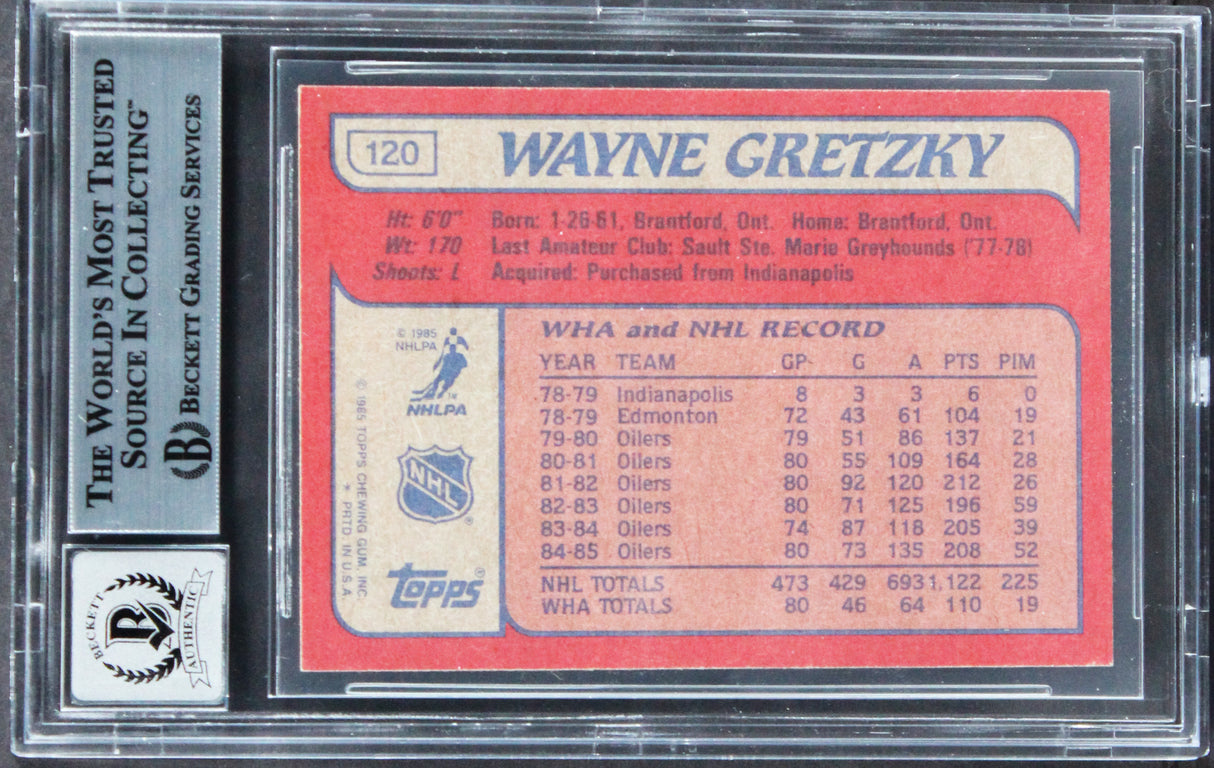 THE WORLD'S MOST TRUSTED
SOURCE IN COLLECTING™
B BECKETT GRADING SERVICES
BECKETT
B
AUTHENTIC
120
WAYNE GRETZKY
Ht: 6'0" Born: 1-26-61, Brantford, Ont. Home: Brantford, Ont.
Wt: 170 Last Amateur Club: Sault Ste. Marie Greyhounds ('77-78)
Shoots: L Acquired: Purchased from Indianapolis
© 1985
NHLPA
TM
NHLPA
NHL
®
topps®
© 1985 TOPPS CHEWING GUM, INC.
* PRTD. IN U.S.A.
WHA and NHL RECORD
YEAR TEAM GP G A PTS PIM
78-79 Indianapolis 8 3 3 6 0
78-79 Edmonton 72 43 61 104 19
79-80 Oilers 79 51 86 137 21
80-81 Oilers 80 55 109 164 28
81-82 Oilers 80 92 120 212 26
82-83 Oilers 80 71 125 196 59
83-84 Oilers 74 87 118 205 39
84-85 Oilers 80 73 135 208 52
NHL TOTALS 473 429 693 1,122 225
WHA TOTALS 80 46 64 110 19